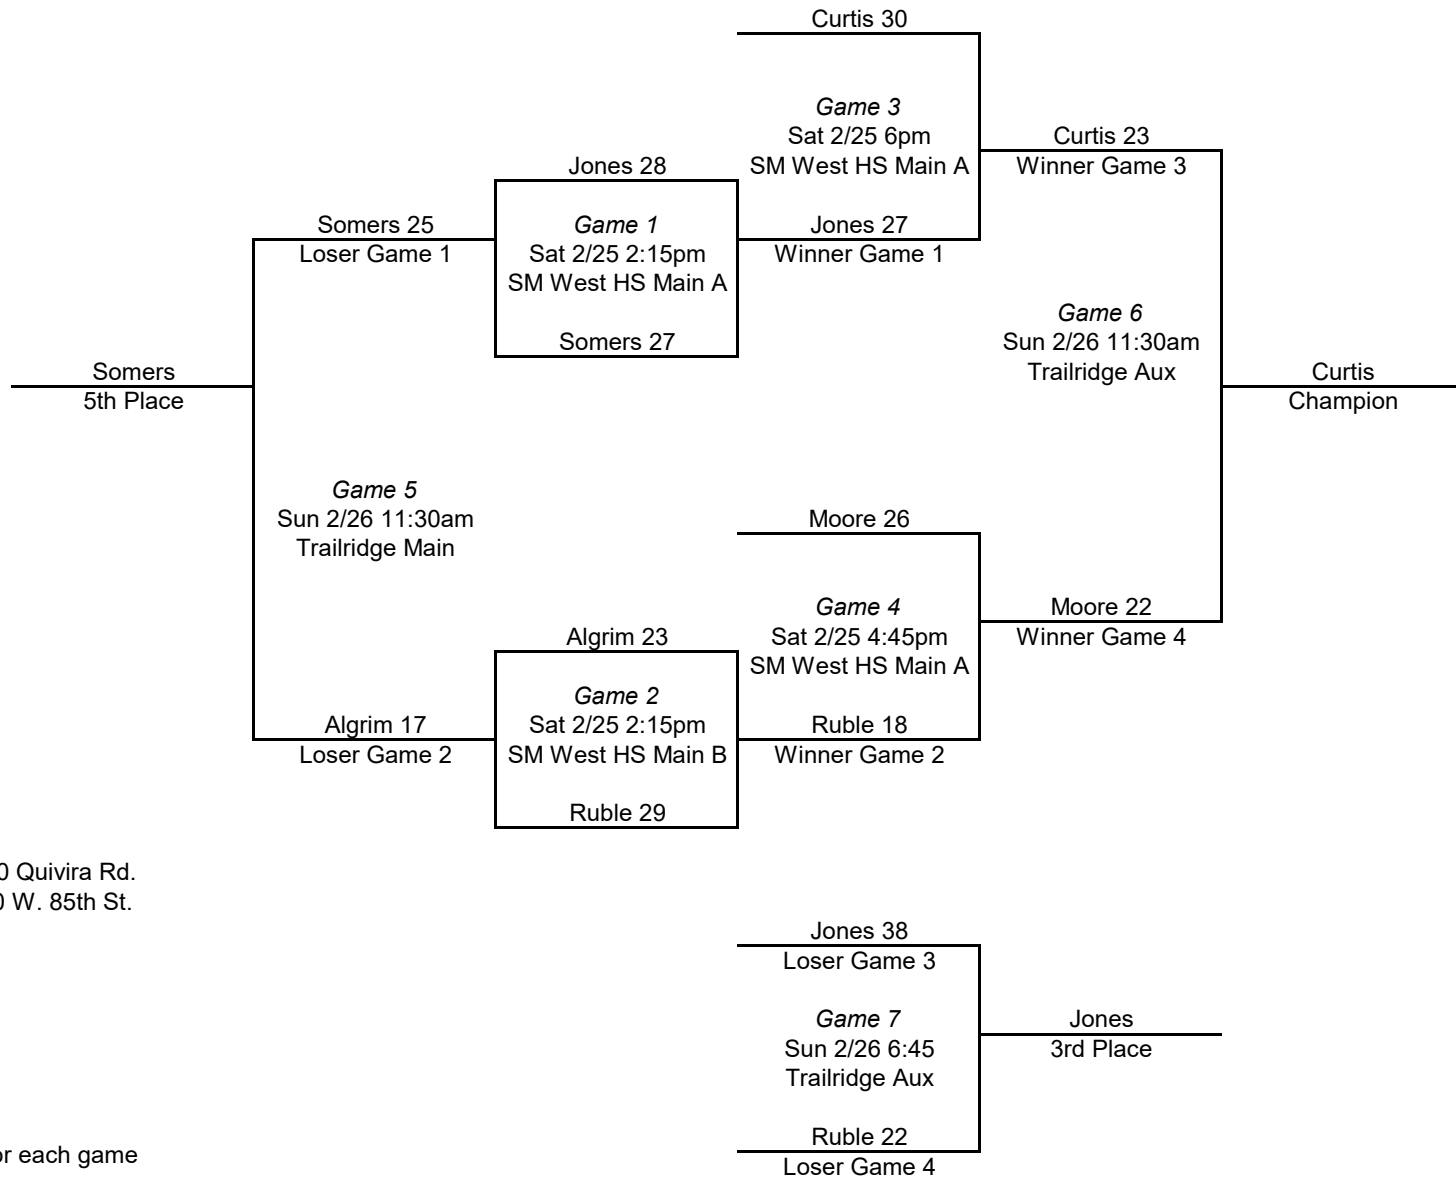 Curtis 30
Game 3
Sat 2/25 6pm
SM West HS Main A
Curtis 23
Winner Game 3
Jones 28
Somers 25
Loser Game 1
Game 1
Sat 2/25 2:15pm
SM West HS Main A
Jones 27
Winner Game 1
Somers 27
Game 6
Sun 2/26 11:30am
Trailridge Aux
Somers
5th Place
Curtis
Champion
Game 5
Sun 2/26 11:30am
Trailridge Main
Moore 26
Game 4
Sat 2/25 4:45pm
SM West HS Main A
Moore 22
Winner Game 4
Algrim 23
Game 2
Sat 2/25 2:15pm
SM West HS Main B
Algrim 17
Loser Game 2
Ruble 18
Winner Game 2
Ruble 29
0 Quivira Rd.
0 W. 85th St.
Jones 38
Loser Game 3
Game 7
Sun 2/26 6:45
Trailridge Aux
Jones
3rd Place
Ruble 22
Loser Game 4
or each game